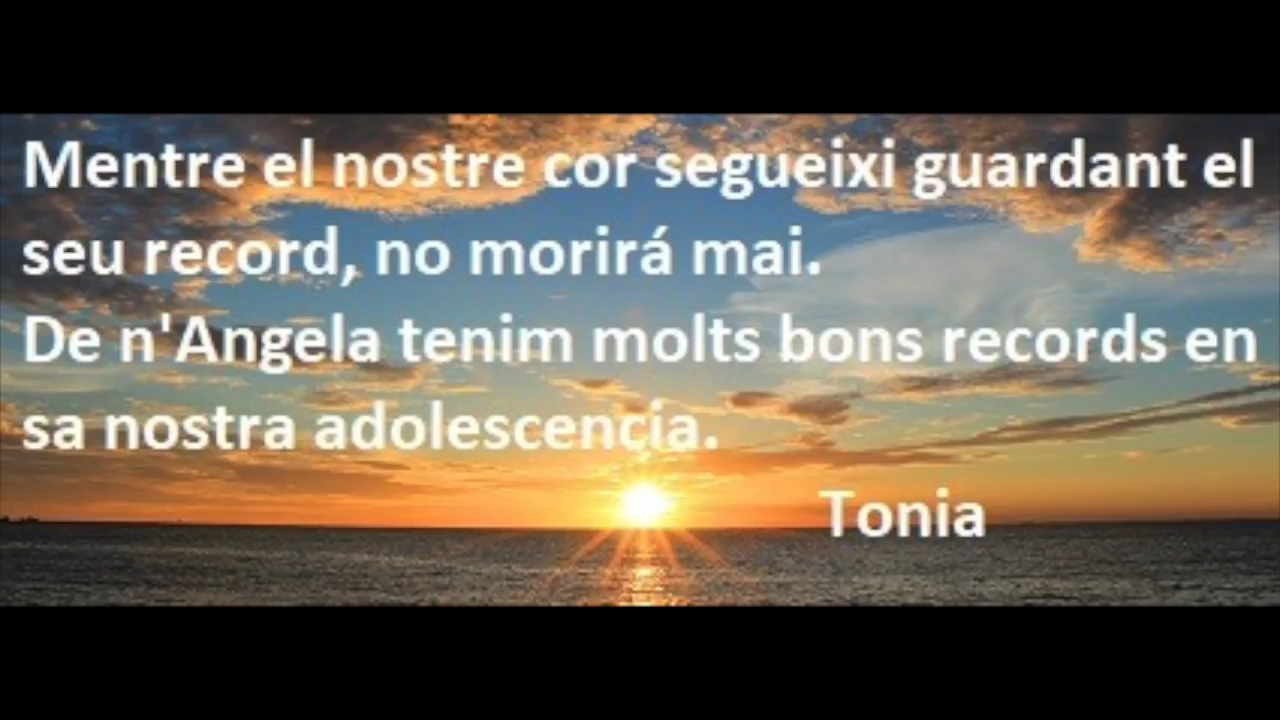 Mentre el nostre cor segueixi guardant el
seu record, no morirá mai.
De n'Angela tenim molts bons records en
sa nostra adolescençia.
Tonia